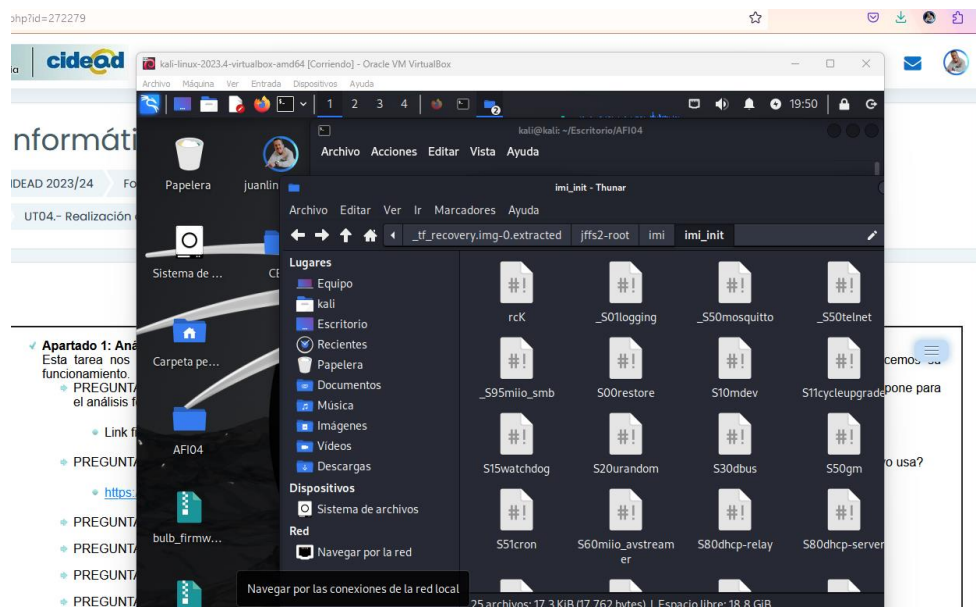 php?id=272279
cidead
kali-linux-2023.4-virtualbox-amd64 [Corriendo] - Oracle VM VirtualBox
Archivo Máquina Ver Entrada Dispositivos Ayuda
1 2 3 4
19:50
nformáti
IDEAD 2023/24 Fo
UT04.- Realización
kali@kali: ~/Escritorio/AFI04
Archivo Acciones Editar Vista Ayuda
Papelera
juanlin
imi_init - Thunar
Archivo Editar Ver Ir Marcadores Ayuda
_tf_recovery.img-0.extracted jffs2-root imi imi_init
Sistema de ...
CE
Carpeta pe...
AFI04
bulb_firmw...
Lugares
Equipo
kali
Escritorio
Recientes
Papelera
Documentos
Música
Imágenes
Vídeos
Descargas
Dispositivos
Sistema de archivos
Red
Navegar por la red
Navegar por las conexiones de la red local
rcK _S01logging _S50mosquitto _S50telnet
_S95miio_smb S00restore S10mdev S11cycleupgrade
S15watchdog S20urandom S30dbus S50gm
S51cron S60miio_avstreamer S80dhcp-relay S80dhcp-server
25 archivos: 17,3 KiB (17.762 bytes) | Espacio libre: 18,8 GiB
Apartado 1: Aná
Esta tarea nos
funcionamiento.
PREGUNTA
pone para
el análisis f
Link fi
PREGUNTA
vo usa?
https:
PREGUNTA
PREGUNTA
PREGUNTA
PREGUNTA